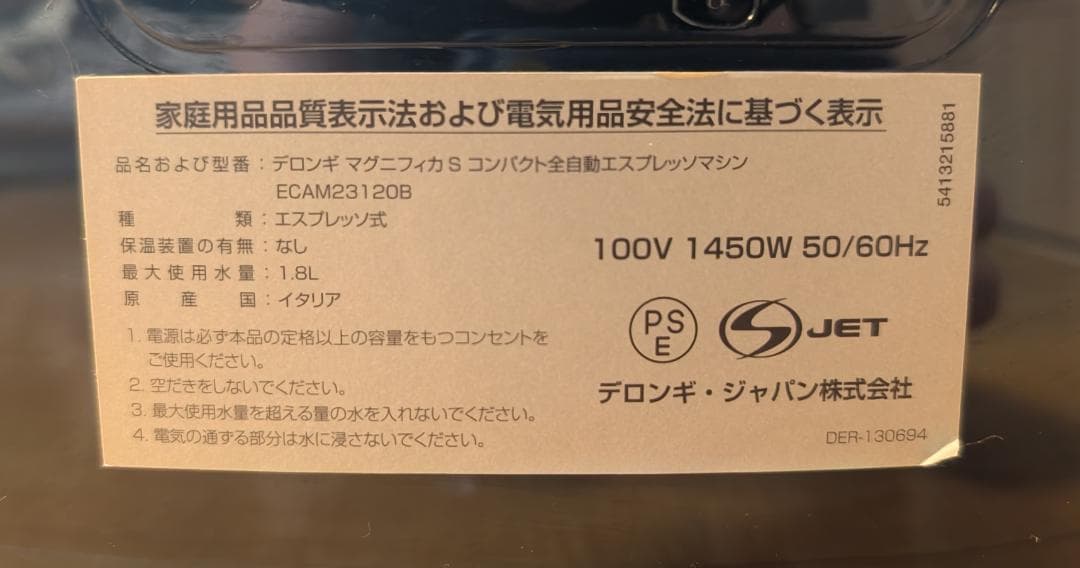 家庭用品品質表示法および電気用品安全法に基づく表示
品名および型番：デロンギ マグニフィカ S コンパクト全自動エスプレッソマシン
ECAM23120B
種類：エスプレッソ式
保温装置の有無：なし
最大使用水量：1.8L
原産国：イタリア
1. 電源は必ず本品の定格以上の容量をもつコンセントを
ご使用ください。
2. 空だきをしないでください。
3. 最大使用水量を超える量の水を入れないでください。
4. 電気の通ずる部分は水に浸さないでください。
100V 1450W 50/60Hz
PS
E
S JET
デロンギ・ジャパン株式会社
DER-130694
5413215881